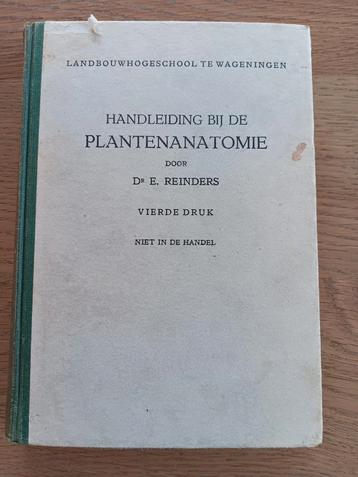 LANDBOUWHOGESCHOOL TE WAGENINGEN
HANDLEIDING BIJ DE
PLANTENANATOMIE
DOOR
DR E. REINDERS
VIERDE DRUK
NIET IN DE HANDEL